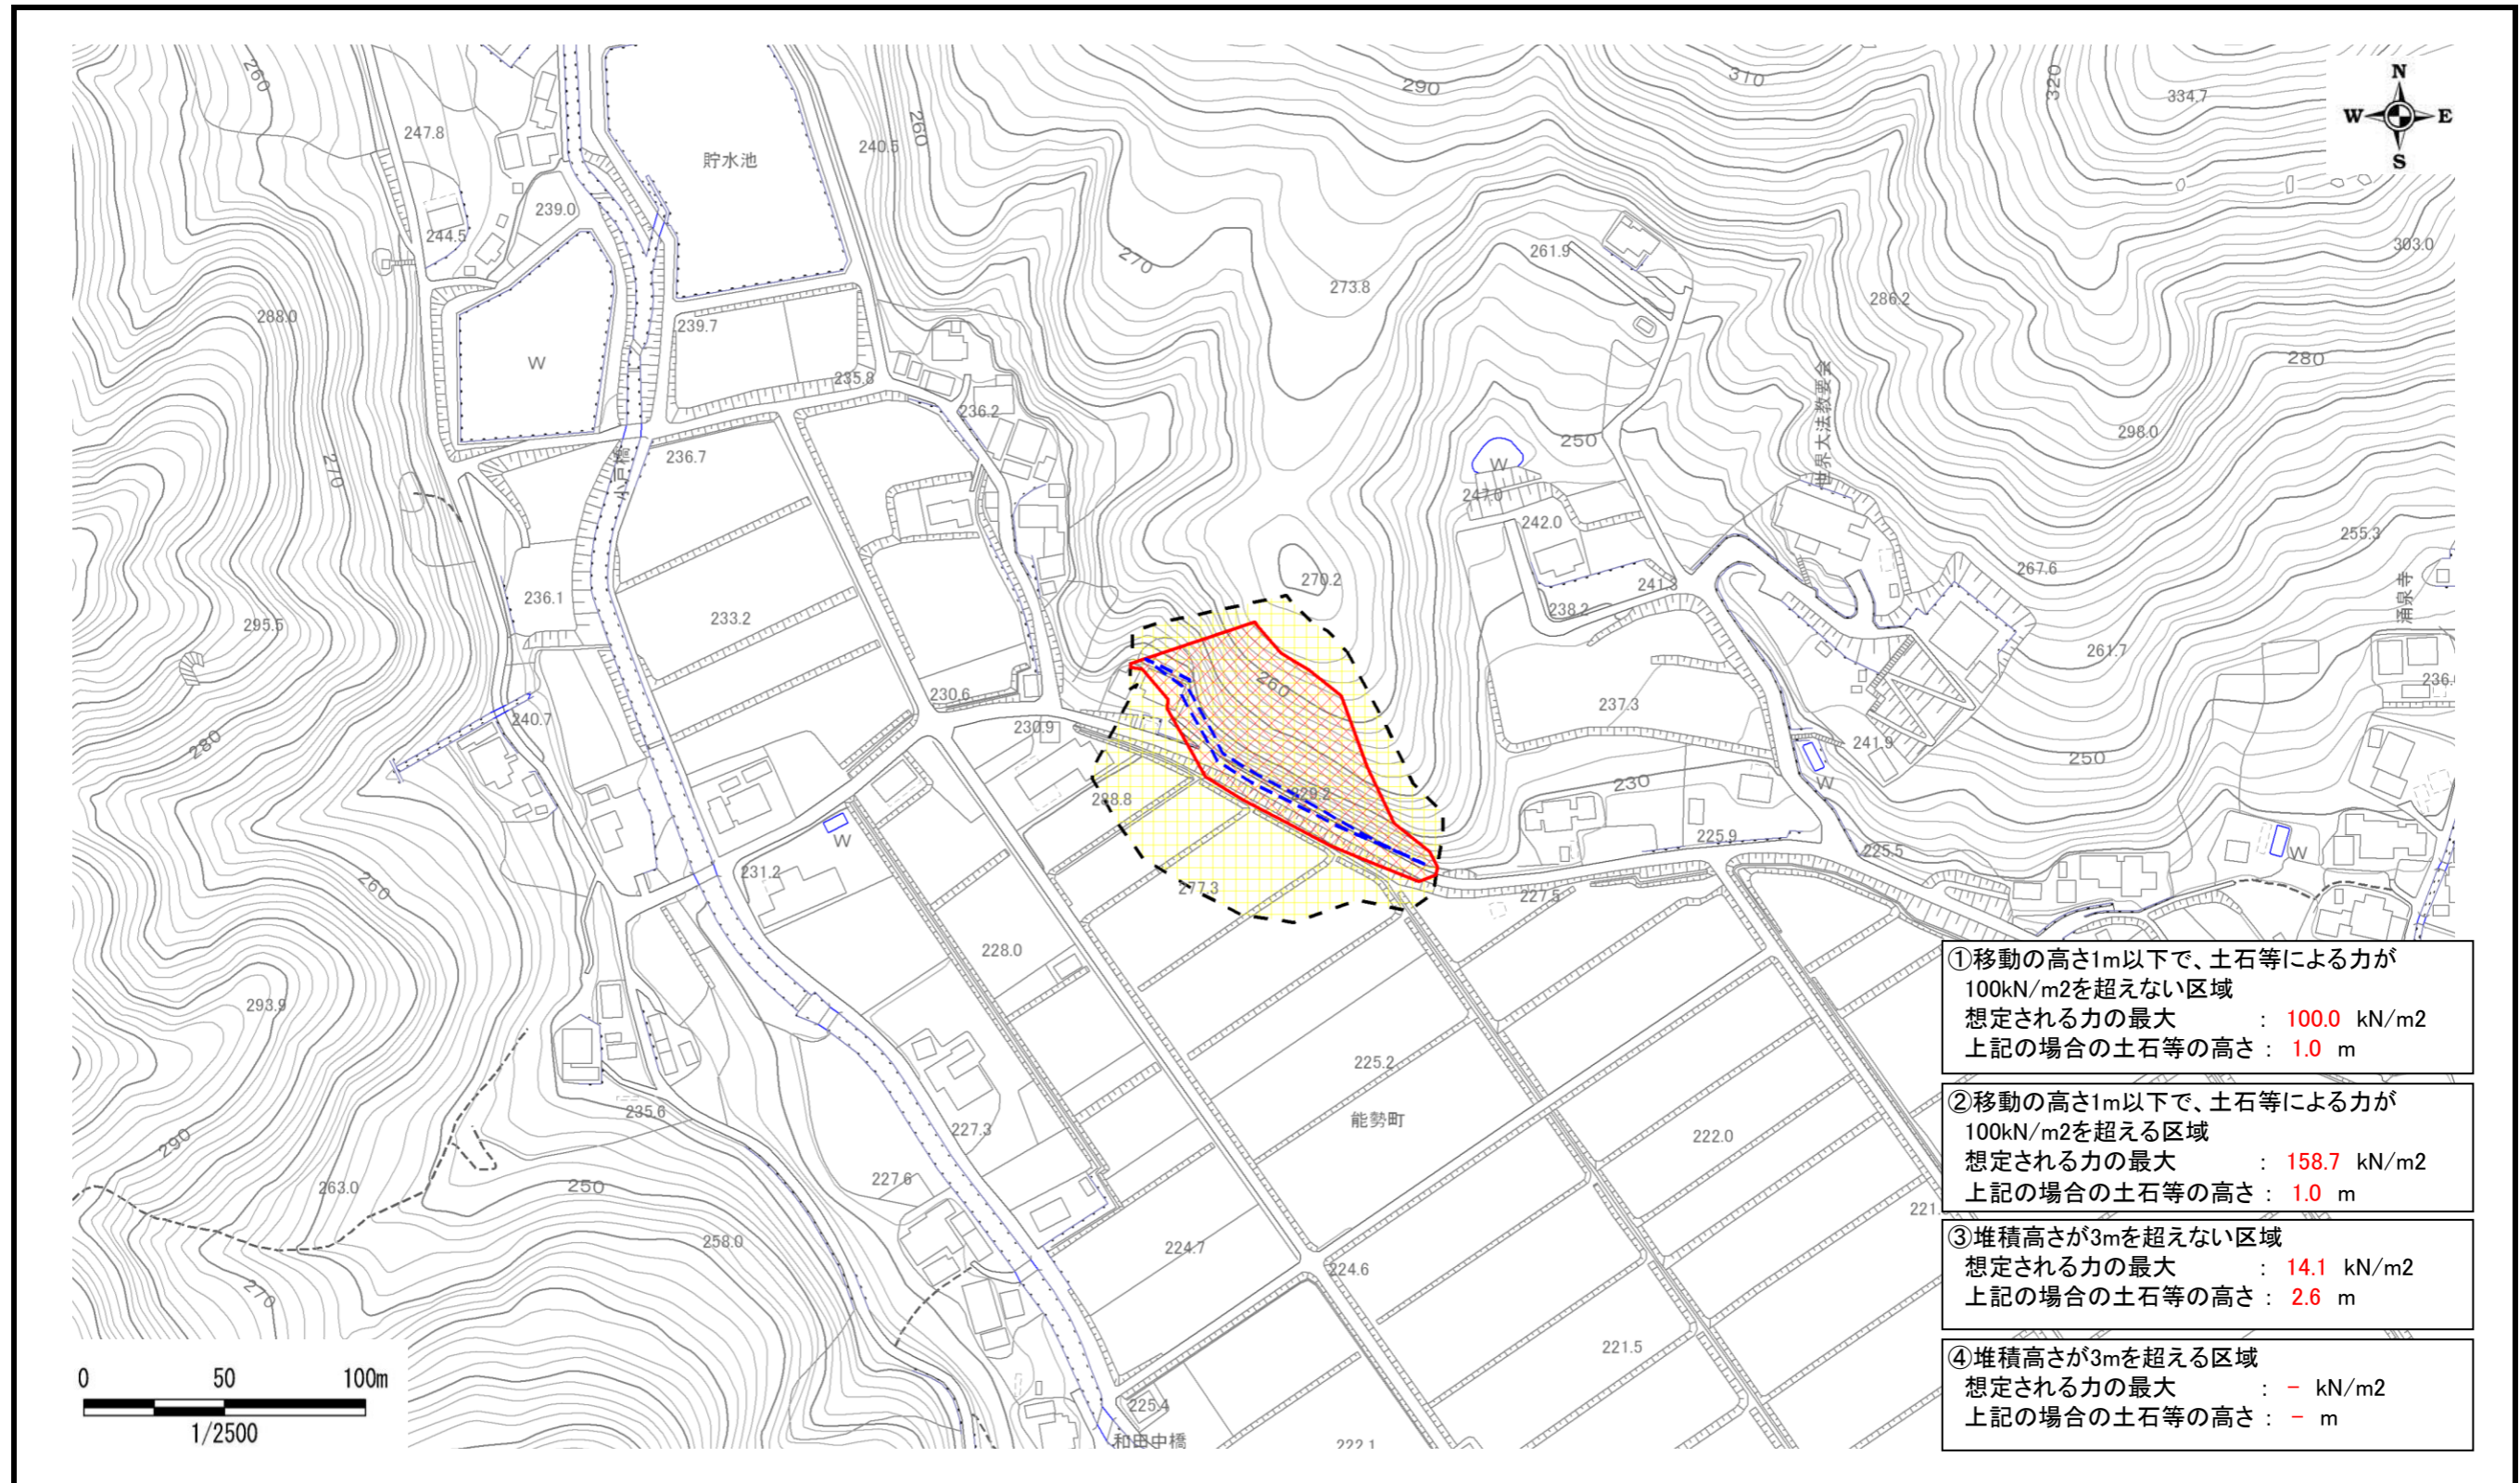 N
W E
S
260
247.8
貯水池
240.5
260
290
310
320
334.7
239.0
244.5
270
273.8
261.9
303.0
288.0
239.7
286.2
W
235.8
280
236.2
世界大法教要会
270
小戸橋
236.7
250
298.0
W
247.0
242.0
255.3
270.2
241.3
267.6
236.1
238.2
涌泉寺
233.2
295.5
261.7
260
236.
230.6
237.3
240.7
230.9
280
241.9
250
230
W
288.8
229.2
W
225.9
225.5
W
231.2
260
277.3
227.5
228.0
293.9
225.2
235.6
能勢町
227.3
222.0
290
227.6
263.0
250
221.
258.0
224.7
224.6
270
221.5
225.4
和田中橋
222.1
①移動の高さ1m以下で、土石等による力が
100kN/m2を超えない区域
想定される力の最大 : 100.0 kN/m2
上記の場合の土石等の高さ : 1.0 m
②移動の高さ1m以下で、土石等による力が
100kN/m2を超える区域
想定される力の最大 : 158.7 kN/m2
上記の場合の土石等の高さ : 1.0 m
③堆積高さが3mを超えない区域
想定される力の最大 : 14.1 kN/m2
上記の場合の土石等の高さ : 2.6 m
④堆積高さが3mを超える区域
想定される力の最大 : - kN/m2
上記の場合の土石等の高さ : - m
0 50 100m
1/2500